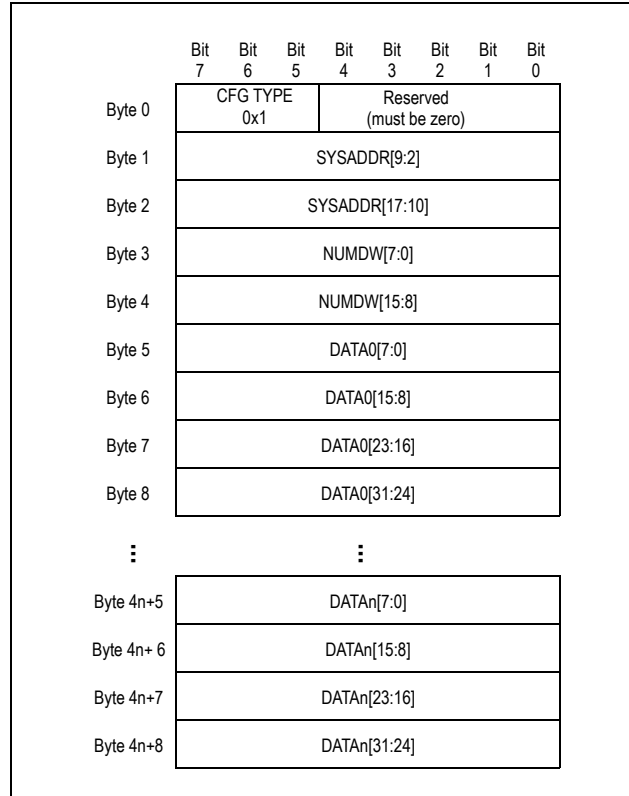 Bit Bit Bit Bit Bit Bit Bit Bit
7 6 5 4 3 2 1 0
Byte 0 CFG TYPE Reserved
0x1 (must be zero)
Byte 1 SYSADDR[9:2]
Byte 2 SYSADDR[17:10]
Byte 3 NUMDW[7:0]
Byte 4 NUMDW[15:8]
Byte 5 DATA0[7:0]
Byte 6 DATA0[15:8]
Byte 7 DATA0[23:16]
Byte 8 DATA0[31:24]
⋮ ⋮
Byte 4n+5 DATAn[7:0]
Byte 4n+ 6 DATAn[15:8]
Byte 4n+7 DATAn[23:16]
Byte 4n+8 DATAn[31:24]